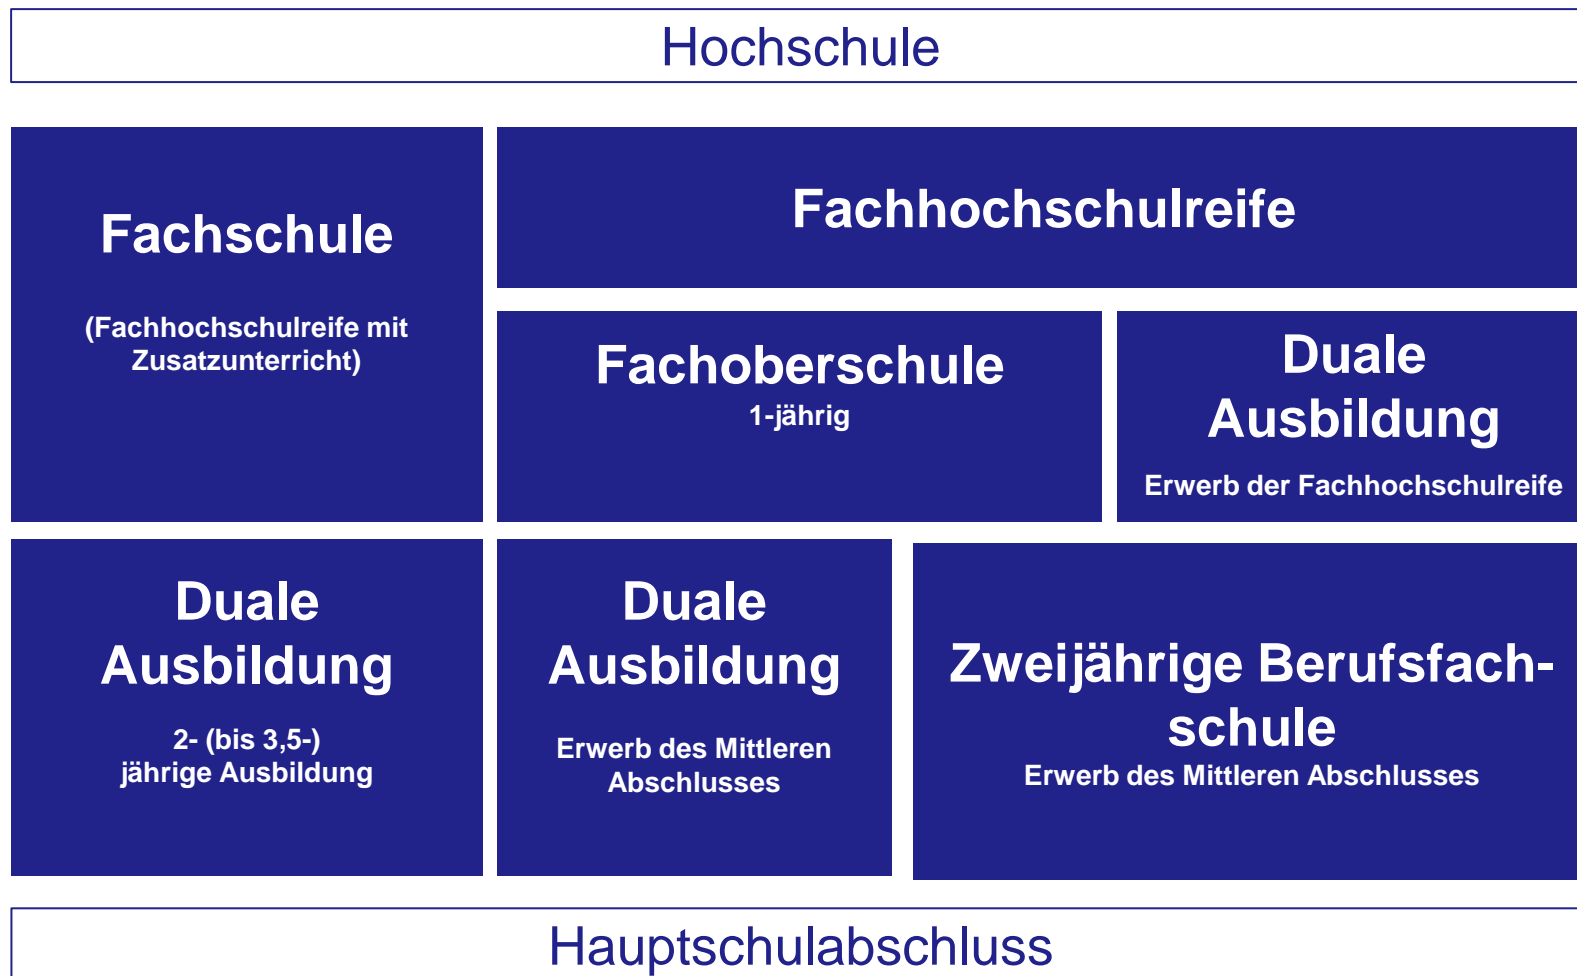 Hochschule
Fachschule
(Fachhochschulreife mit
Zusatzunterricht)
Fachhochschulreife
Fachoberschule
1-jährig
Duale
Ausbildung
Erwerb der Fachhochschulreife
Duale
Ausbildung
2- (bis 3,5-)
jährige Ausbildung
Duale
Ausbildung
Erwerb des Mittleren
Abschlusses
Zweijährige Berufsfach-
schule
Erwerb des Mittleren Abschlusses
Hauptschulabschluss